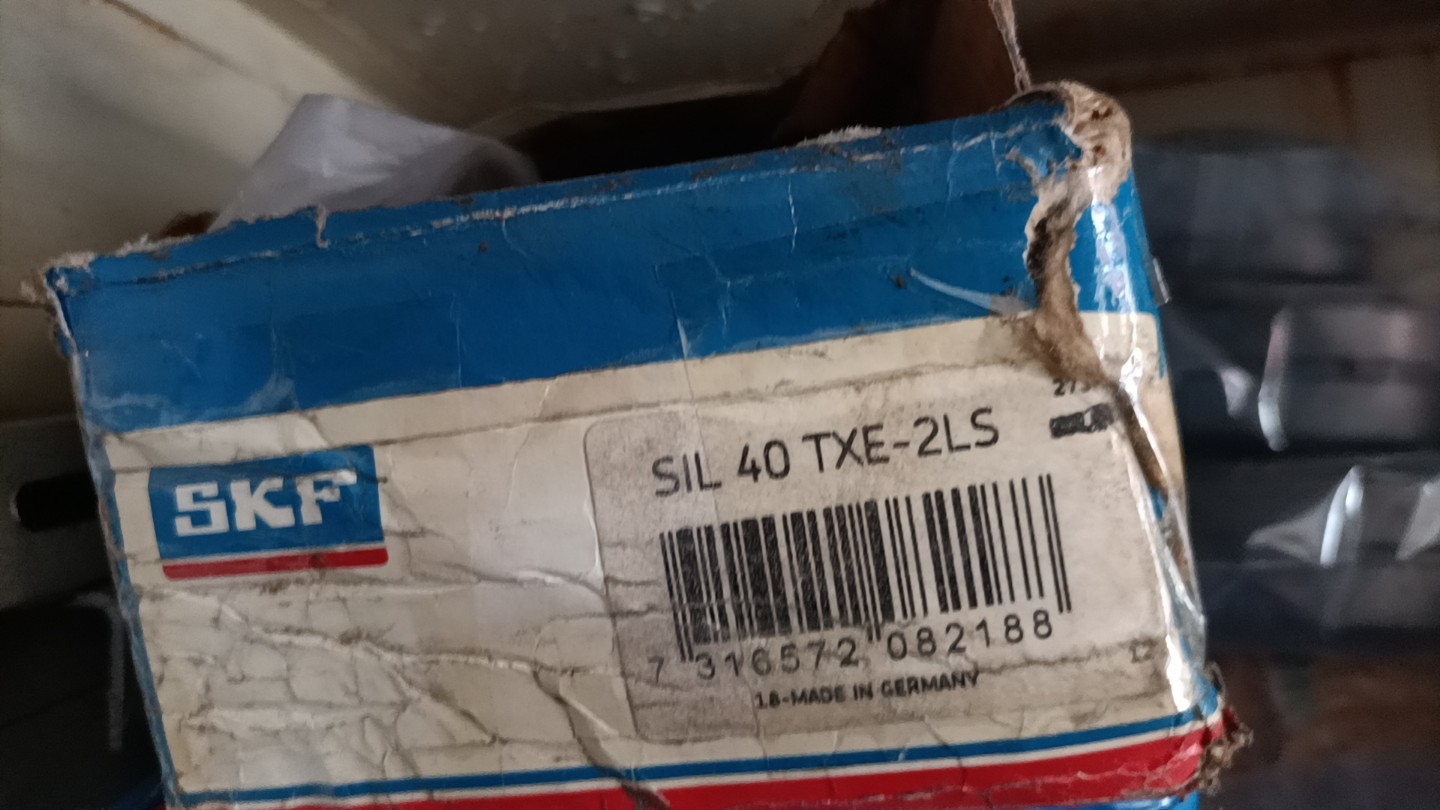 SKF
SIL 40 TXE-2LS
7 316572 082188
18-MADE IN GERMANY